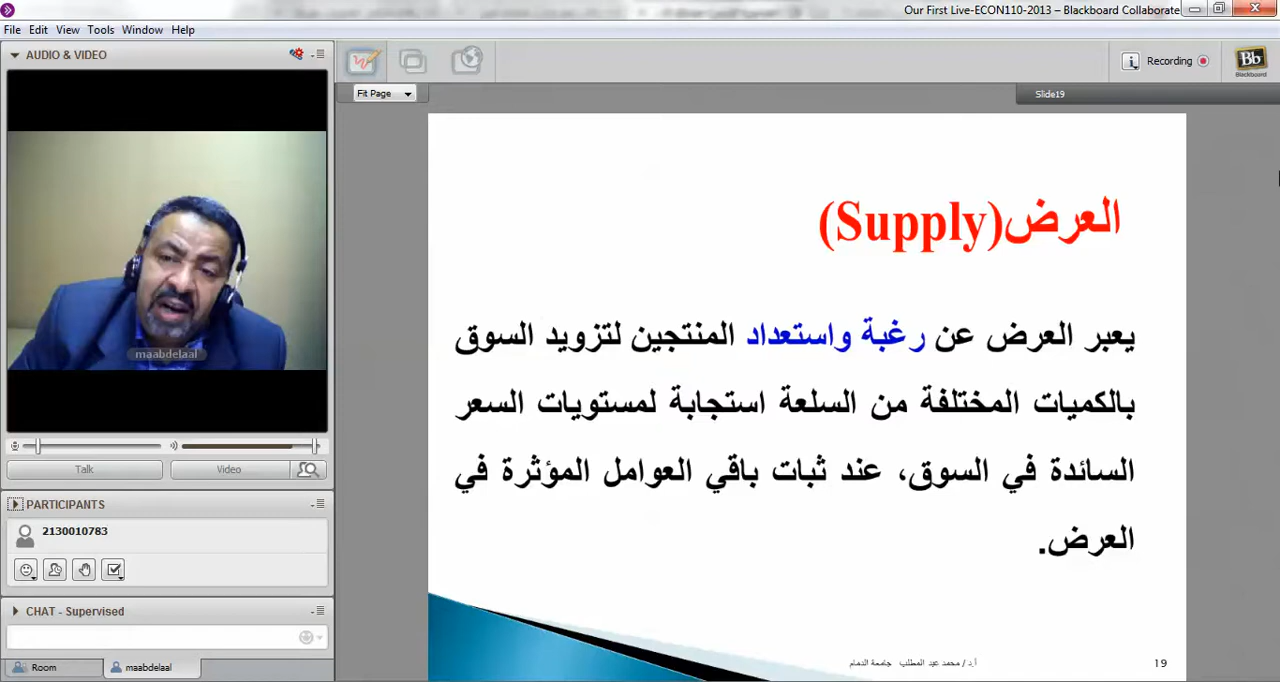 Our First Live-ECON110-2013 – Blackboard Collaborate
File Edit View Tools Window Help
AUDIO & VIDEO
Recording
Bb
Blackboard
Fit Page
Slide19
maabdelaal
Talk Video
PARTICIPANTS
2130010783
CHAT - Supervised
Room maabdelaal
العرض(Supply)
يعبر العرض عن رغبة واستعداد المنتجين لتزويد السوق
بالكميات المختلفة من السلعة استجابة لمستويات السعر
السائدة في السوق، عند ثبات باقي العوامل المؤثرة في
العرض.
أ.د / محمد عبد المطلب جامعة الدمام
19